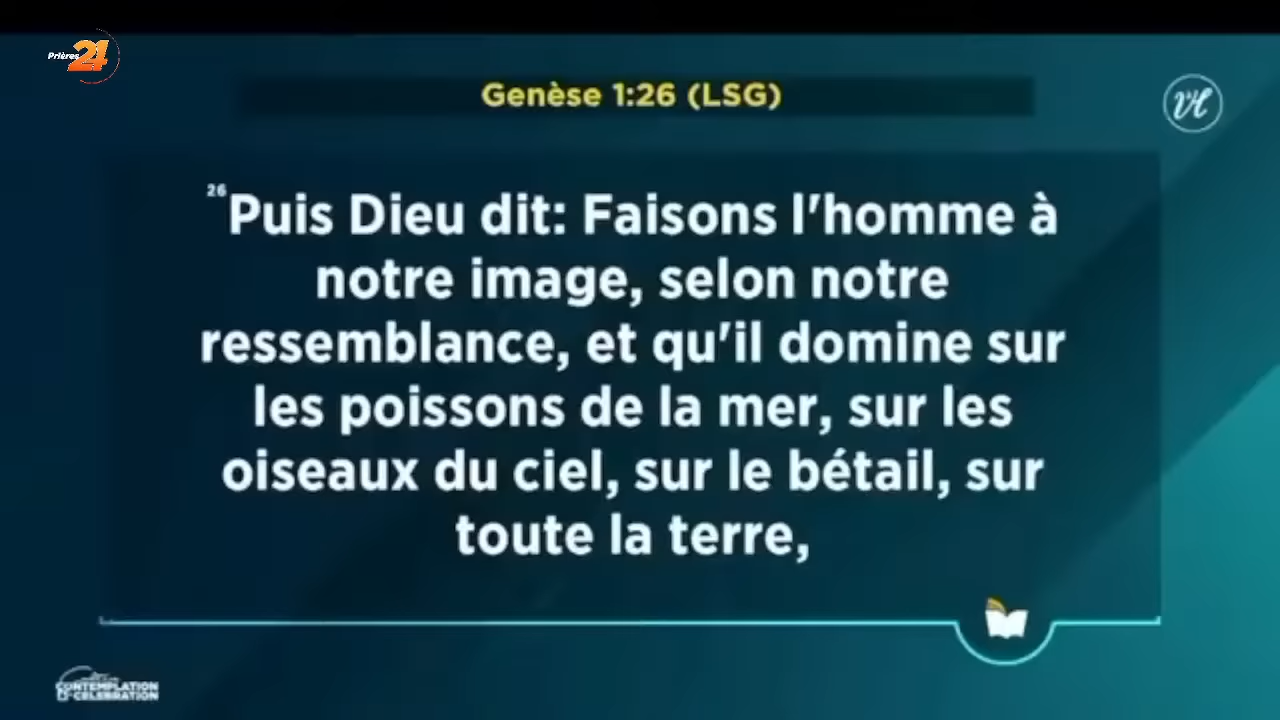 Prières 24
Genèse 1:26 (LSG)
26 Puis Dieu dit: Faisons l'homme à
notre image, selon notre
ressemblance, et qu'il domine sur
les poissons de la mer, sur les
oiseaux du ciel, sur le bétail, sur
toute la terre,
CONTEMPLATION
CELEBRATION